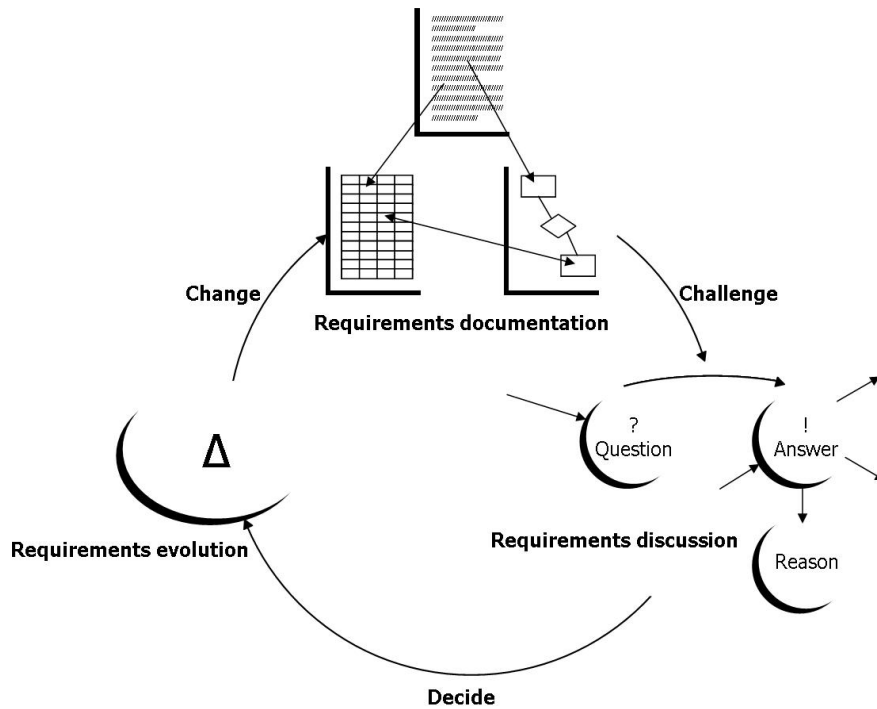 Change
Challenge
Requirements documentation
?
Question
!
Answer
Δ
Requirements evolution
Requirements discussion
Reason
Decide